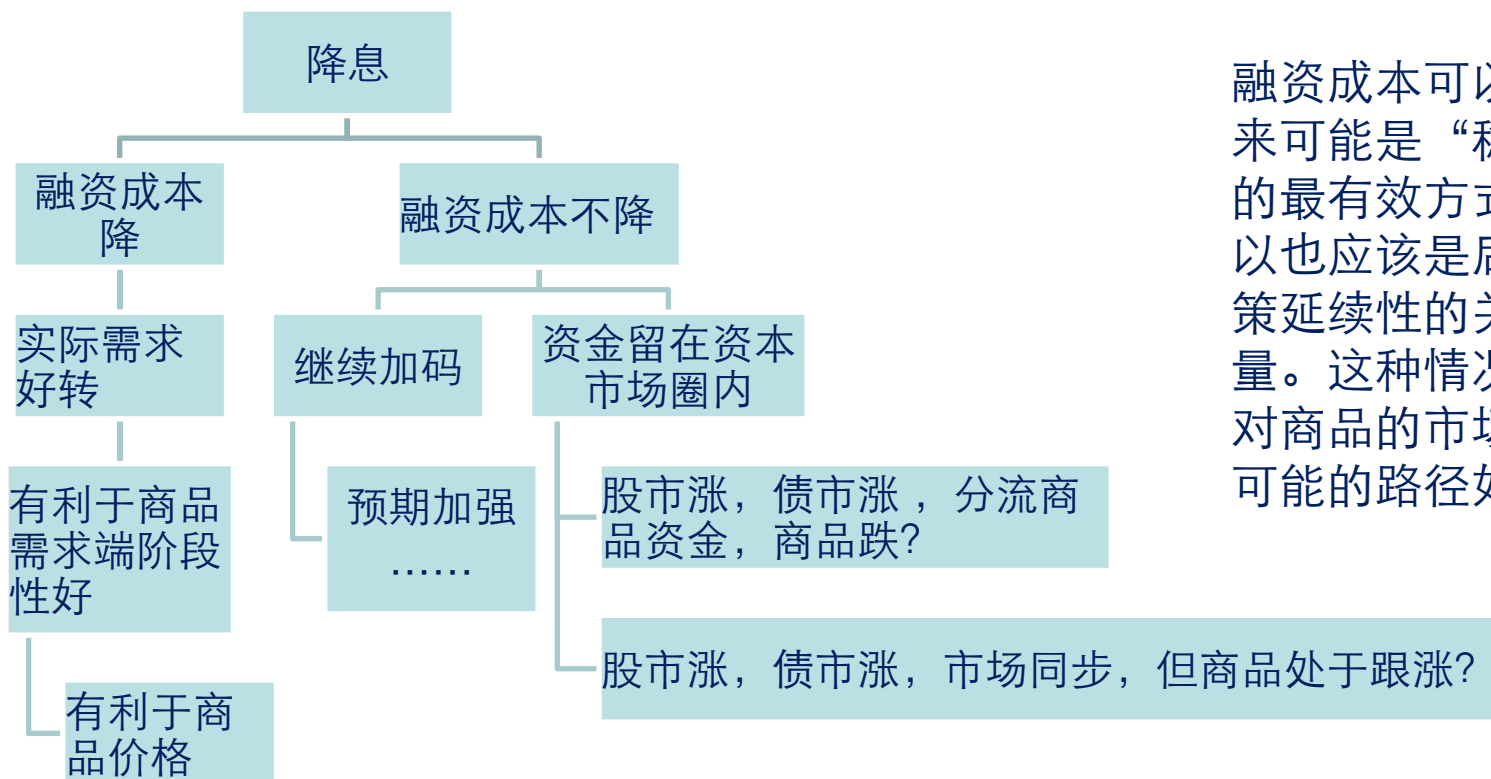 降息
融资成本
降
融资成本不降
实际需求
好转
继续加码
资金留在资本
市场圈内
有利于商品
需求端阶段
性好
预期加强
……
股市涨，债市涨 ，分流商
品资金，商品跌？
股市涨，债市涨，市场同步，但商品处于跟涨？
有利于商
品价格
融资成本可以
来可能是“稳
的最有效方式
以也应该是后
策延续性的关
量。这种情况
对商品的市场
可能的路径如